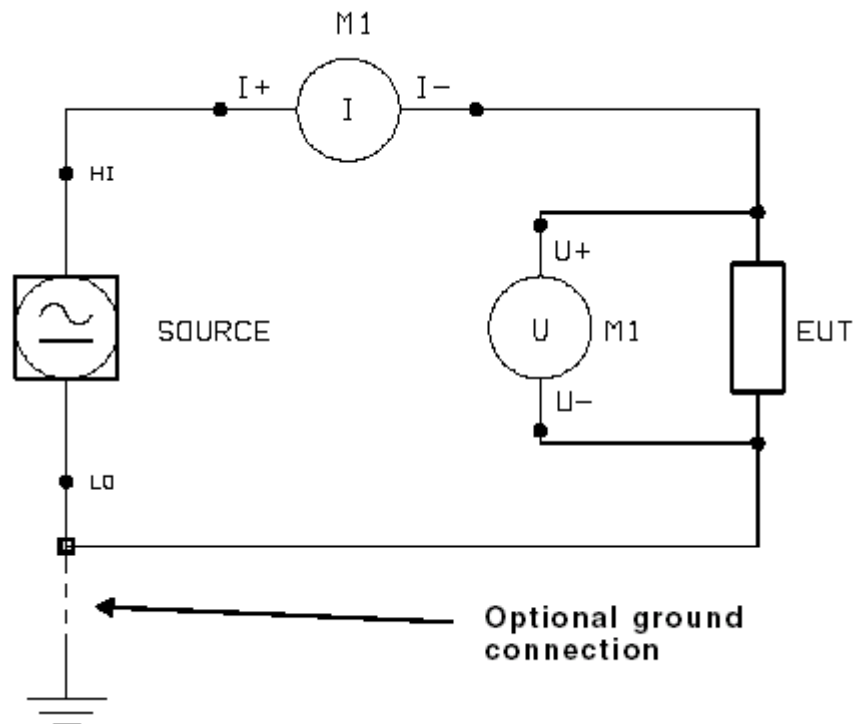 M1
I+
I-
I
HI
U+
SOURCE
U
M1
EUT
U-
LO
Optional ground
connection